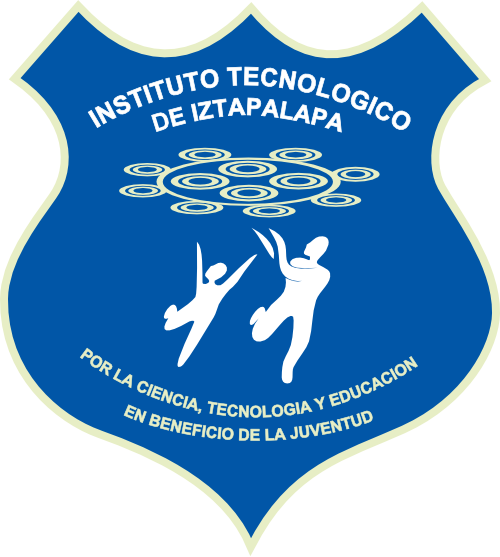 INSTITUTO TECNOLOGICO
DE IZTAPALAPA
POR LA CIENCIA, TECNOLOGIA Y EDUCACION
EN BENEFICIO DE LA JUVENTUD